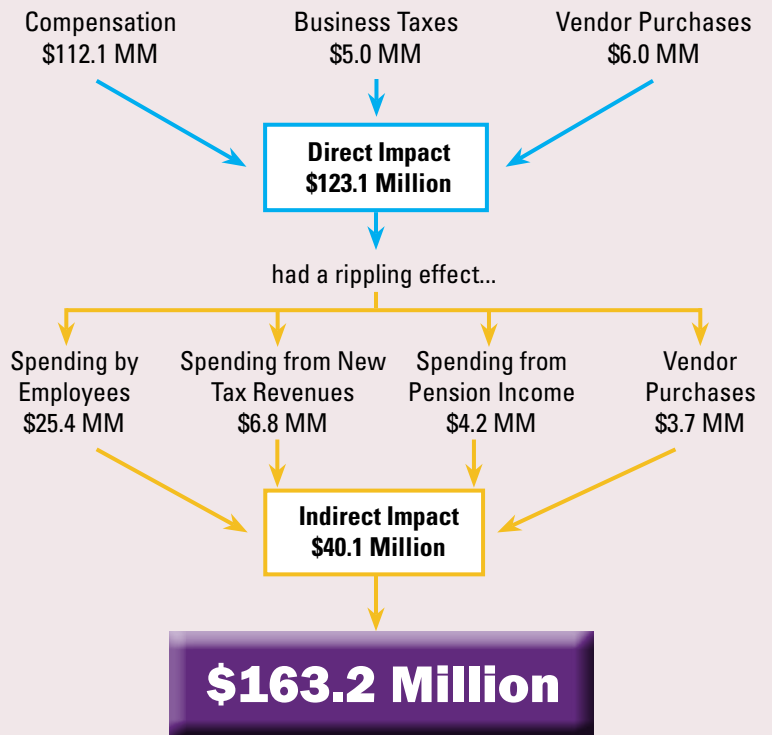 Compensation
$112.1 MM
Business Taxes
$5.0 MM
Vendor Purchases
$6.0 MM
Direct Impact
$123.1 Million
had a rippling effect...
Spending by
Employees
$25.4 MM
Spending from New
Tax Revenues
$6.8 MM
Spending from
Pension Income
$4.2 MM
Vendor
Purchases
$3.7 MM
Indirect Impact
$40.1 Million
$163.2 Million